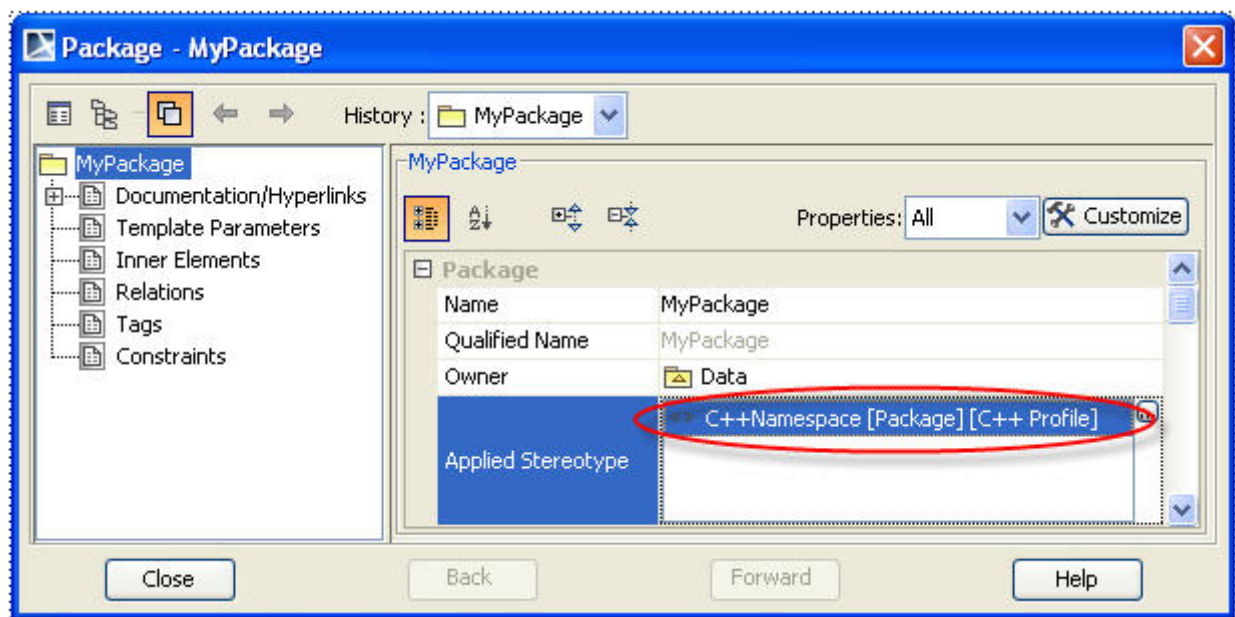 Package - MyPackage
History : MyPackage
MyPackage
Documentation/Hyperlinks
Template Parameters
Inner Elements
Relations
Tags
Constraints
MyPackage
Properties: All Customize
Package
Name MyPackage
Qualified Name MyPackage
Owner Data
Applied Stereotype C++Namespace [Package] [C++ Profile]
Close Back Forward Help